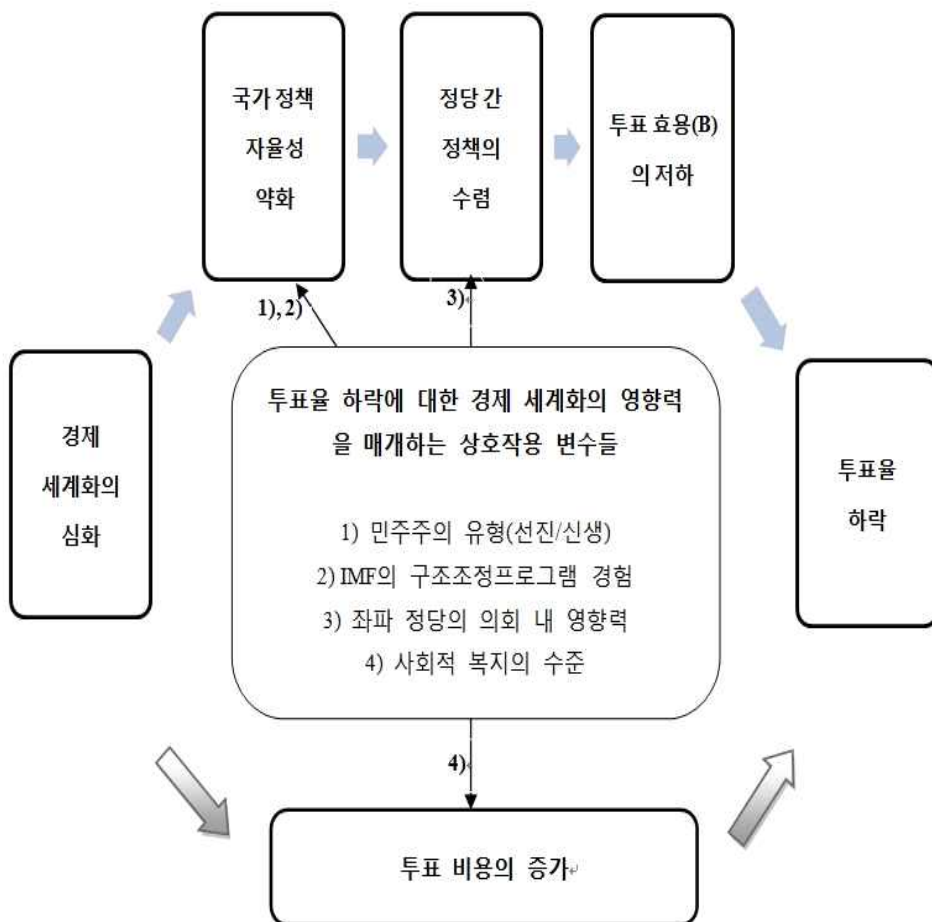 국가 정책
자율성
약화
정당 간
정책의
수렴
투표 효용(B)
의 저하
1), 2)
3)
경제
세계화의
심화
투표율 하락에 대한 경제 세계화의 영향력
을 매개하는 상호작용 변수들
1) 민주주의 유형(선진/신생)
2) IMF의 구조조정프로그램 경험
3) 좌파 정당의 의회 내 영향력
4) 사회적 복지의 수준
투표율
하락
4)
투표 비용의 증가